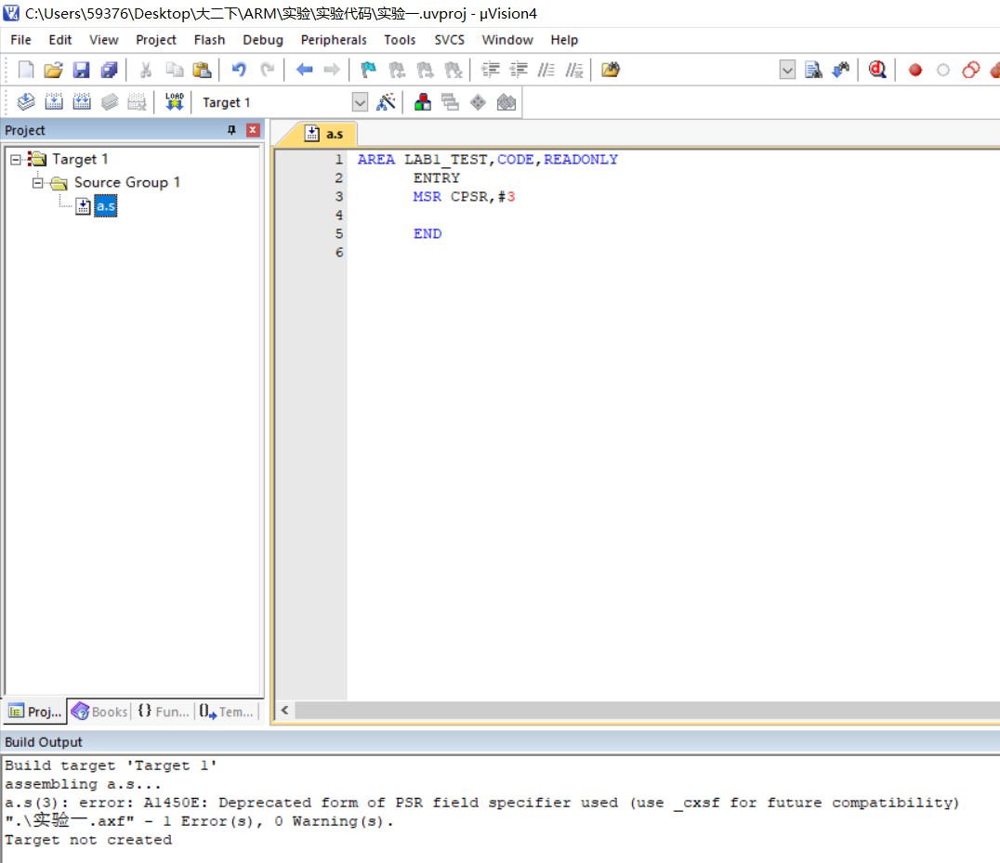 C:\Users\59376\Desktop\大二下\ARM\实验\实验代码\实验一.uvproj - µVision4
File Edit View Project Flash Debug Peripherals Tools SVCS Window Help
LOAD Target 1
Project
a.s
Target 1
Source Group 1
a.s
1 AREA LAB1_TEST,CODE,READONLY
2 ENTRY
3 MSR CPSR,#3
4
5 END
6
Proj... Books {} Fun... Tem...
Build Output
Build target 'Target 1'
assembling a.s...
a.s(3): error: A1450E: Deprecated form of PSR field specifier used (use _cxsf for future compatibility)
".\实验一.axf" - 1 Error(s), 0 Warning(s).
Target not created